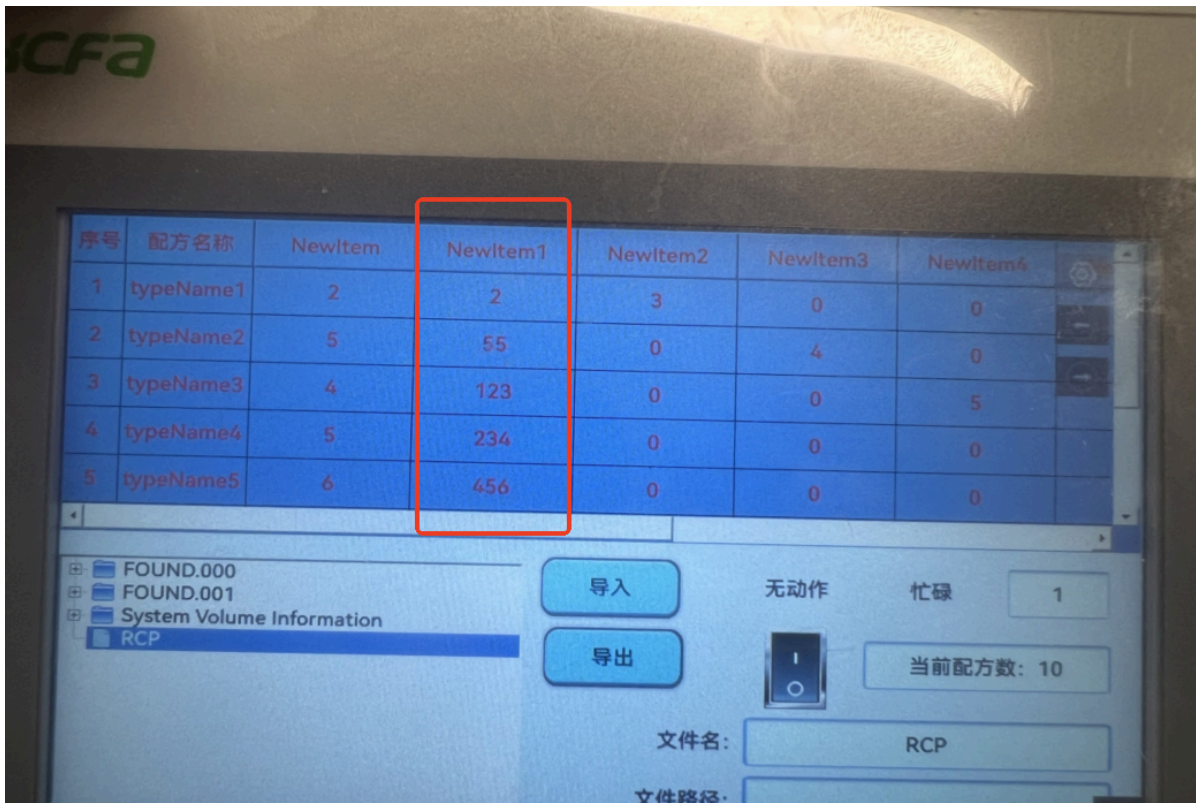 CFa
序号 配方名称 NewItem NewItem1 NewItem2 NewItem3 NewItem4
1 typeName1 2 2 3 0 0
2 typeName2 5 55 0 4 0
3 typeName3 4 123 0 0 5
4 typeName4 5 234 0 0 0
5 typeName5 6 456 0 0 0
FOUND.000
FOUND.001
System Volume Information
RCP
导入 无动作 忙碌 1
导出 当前配方数：10
文件名： RCP
文件路径：